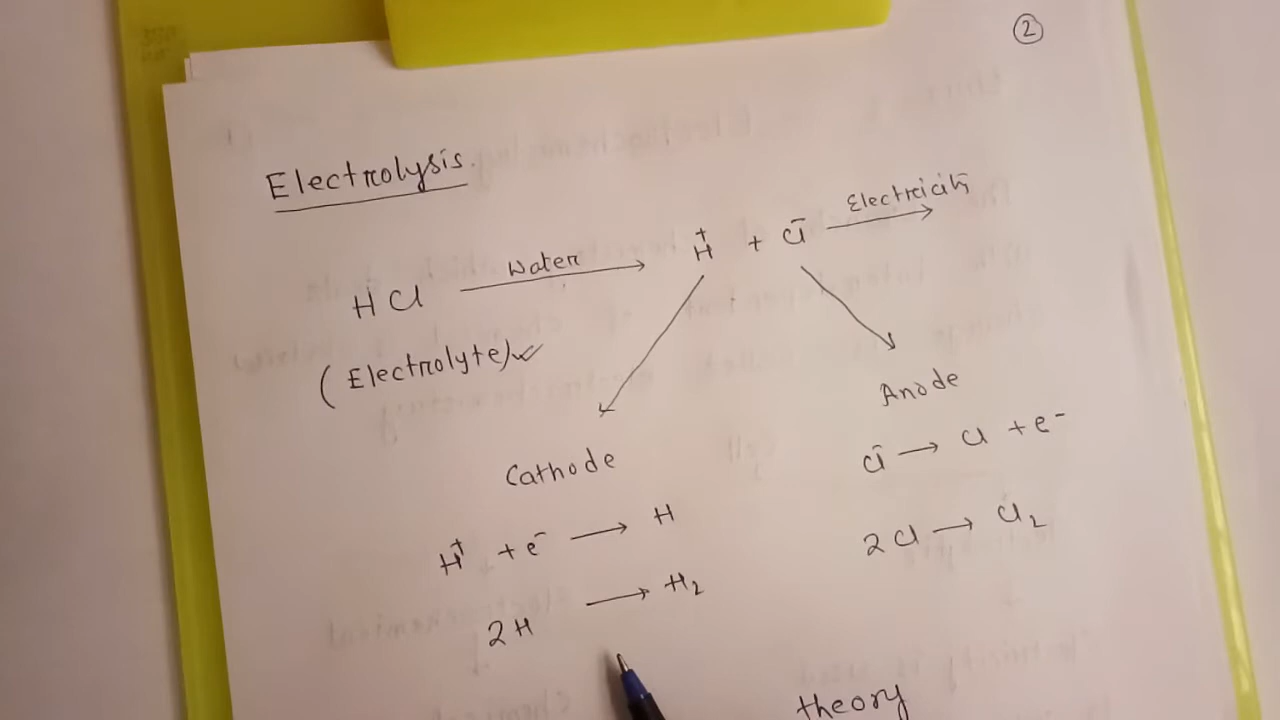 2
Electrolysis.
HCl —Water→ H⁺ + Cl⁻ —Electricity→
(Electrolyte)
Cathode
Anode
H⁺ + e⁻ → H
Cl⁻ → Cl + e⁻
2H → H₂
2Cl → Cl₂
theory